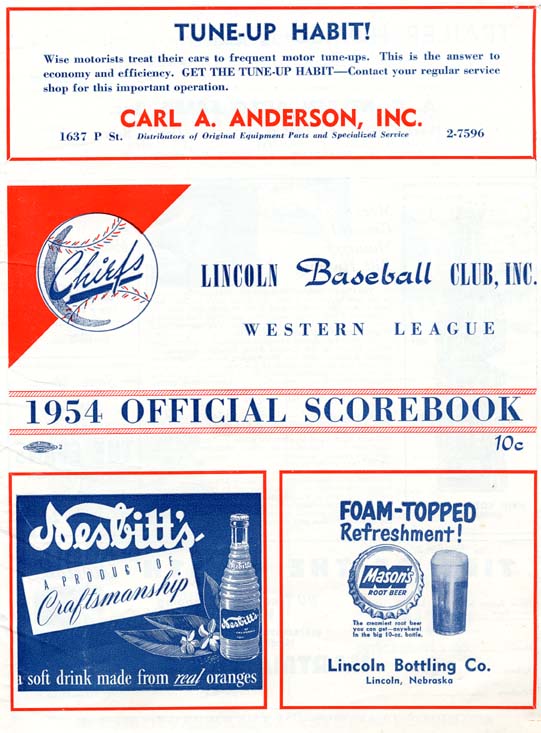 TUNE-UP HABIT!
Wise motorists treat their cars to frequent motor tune-ups. This is the answer to
economy and efficiency. GET THE TUNE-UP HABIT—Contact your regular service
shop for this important operation.
CARL A. ANDERSON, INC.
1637 P St. Distributors of Original Equipment Parts and Specialized Service 2-7596
Chiefs
LINCOLN Baseball CLUB, INC.
WESTERN LEAGUE
1954 OFFICIAL SCOREBOOK
2
10c
Nesbitt's
A PRODUCT OF
Craftsmanship
Nesbitt's
OF CALIFORNIA
a soft drink made from real oranges
FOAM-TOPPED
Refreshment!
Mason's
ROOT BEER
The creamiest root beer
you can get—anywhere!
In the big 10-oz. bottle.
Lincoln Bottling Co.
Lincoln, Nebraska